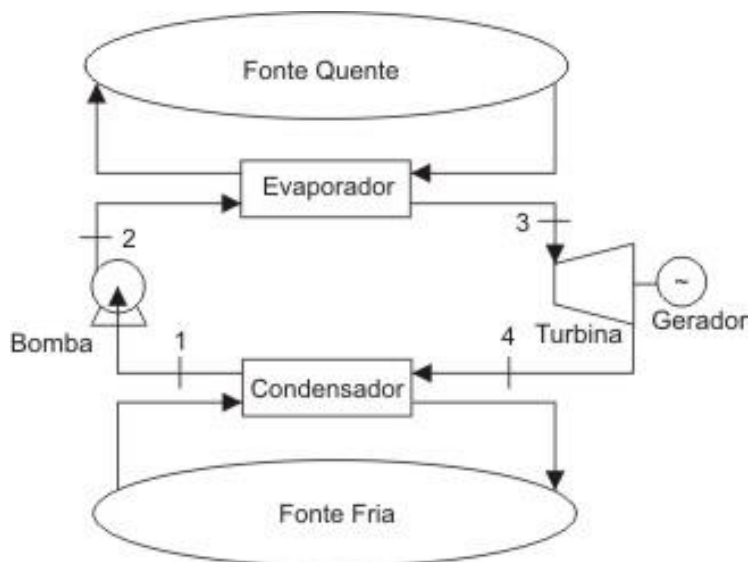 Fonte Quente
Evaporador
2
3
~
Bomba
1
4
Turbina
Gerador
Condensador
Fonte Fria